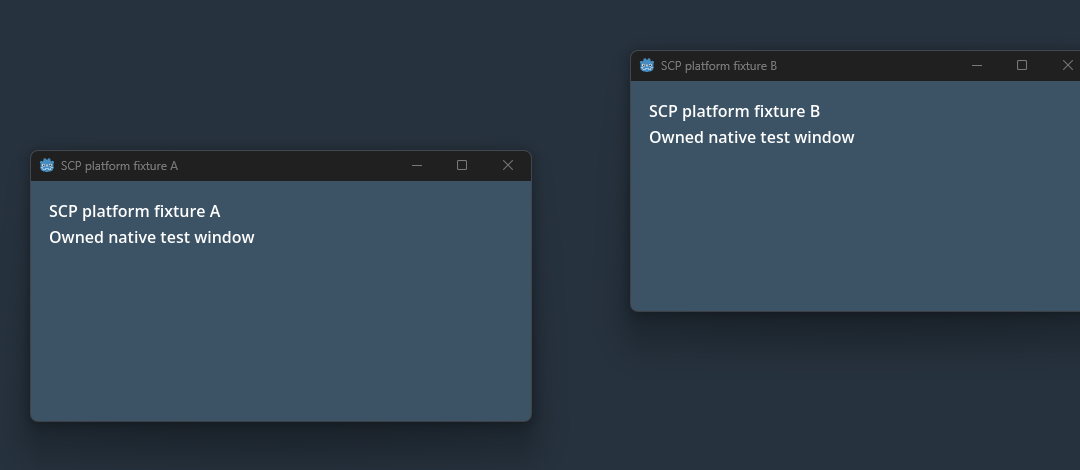 SCP platform fixture A
SCP platform fixture A
Owned native test window
SCP platform fixture B
SCP platform fixture B
Owned native test window